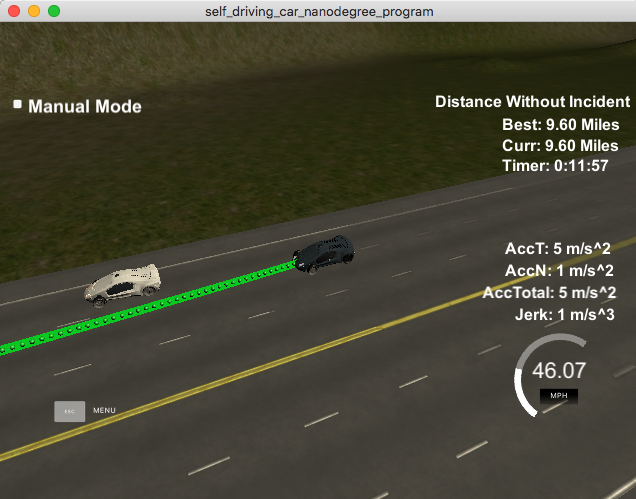 self_driving_car_nanodegree_program
Manual Mode
Distance Without Incident
Best: 9.60 Miles
Curr: 9.60 Miles
Timer: 0:11:57
AccT: 5 m/s^2
AccN: 1 m/s^2
AccTotal: 5 m/s^2
Jerk: 1 m/s^3
46.07
MPH
ESC MENU